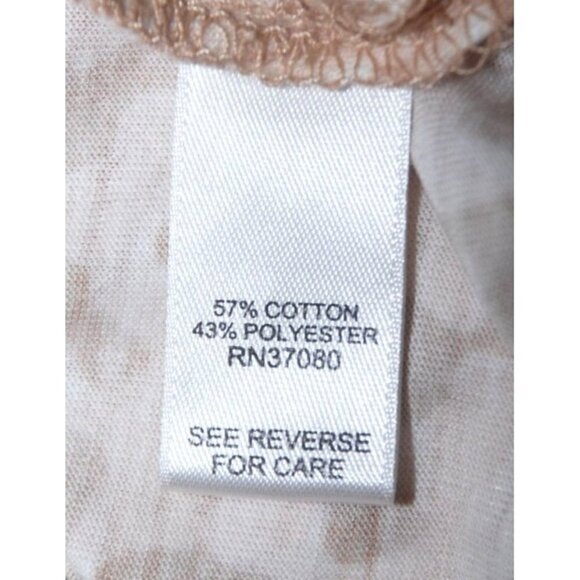 57% COTTON
43% POLYESTER
RN37080
SEE REVERSE
FOR CARE